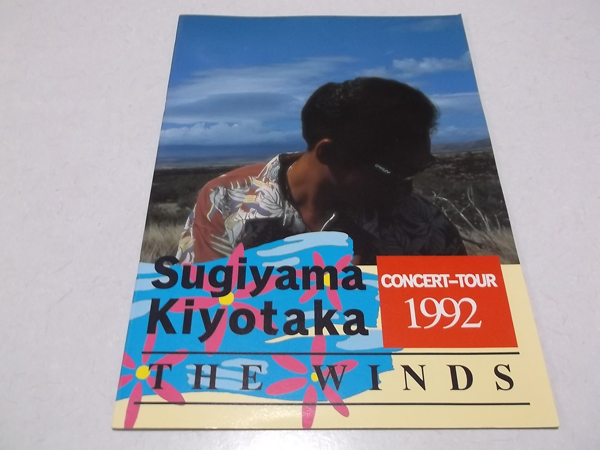 Sugiyama
Kiyotaka
CONCERT-TOUR
1992
THE WINDS